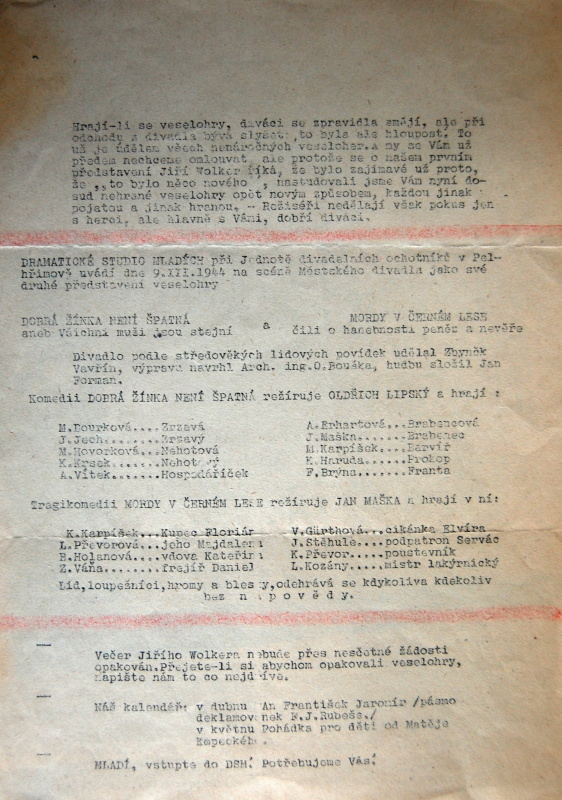 Hrají-li se veselohry, diváci se zpravidla smějí, ale při
odchodu z divadla bývá slyšet ,to byla ale hloupost. To
už je údělem všech nenáročných veseloher. A my se Vám už
předem nechceme omlouvat, ale protože se o našem prvním
představení Jiří Wolker říká, že bylo zajímavé už proto,
že ,,to bylo něco nového , nastudovali jsme Vám nyní do-
sud nehrané veselohry opět novým způsobem, každou jinak
pojatou a jinak hranou. - Režiséři nedělají však pokus jen
s herci, ale hlavně s Vámi, dobří diváci.
DRAMATICKÉ STUDIO MLADÝCH při Jednotě divadelních ochotníků v Pel-
hřimově uvádí dne 9.XII.1944 na scéně Městského divadla jako své
druhé představení veselohry
DOBRÁ ŽÍNKA NENÍ ŠPATNÁ a MORDY V ČERNÉM LESE
aneb Všichni muži jsou stejní čili o hanebnosti peněz a nevěře
Divadlo podle středověkých lidových povídek udělal Zbyněk
Vavřín, výpravu navrhl Arch. ing.O.Bouška, hudbu složil Jan
Forman.
Komedii DOBRÁ ŽÍNKA NENÍ ŠPATNÁ režíruje OLDŘICH LIPSKÝ a hrají :
M.Bourková....Zrzavá A.Erhartová..Brabencová
J.Jech........Zrzavý J.Maška......Brabenec
M.Hovorková...Nehotová M.Karpíšek...Barvíř
K.Krsek.......Nehotový K.Haruda.....Prokop
A.Vítek.......Hospodáříček F.Brýna......Franta
Tragikomedii MORDY V ČERNÉM LESE režíruje JAN MAŠKA a hrají v ní:
K.Karpíšek...Kupec Florián V.Gürthová...cikánka Elvíra
L.Převorová...jeho Majdalena J.Stěhule...podpatron Servác
B.Holanová...vdova Kateřina K.Převor....poustevník
Z.Váňa.......frejíř Daniel L.Kozány...mistr lakýrnický
Lid,loupežníci,hromy a blesky,odehrává se kdykoliva kdekoliv
bez nápovědy.
Večer Jiřího Wolkera nebude přes nesčetné žádosti
opakován.Přejete-li si abychom opakovali veselohry,
napište nám to co nejdříve.
Náš kalendář: v dubnu Jan František Jaromír /pásmo
deklamovánek F.J.Rubeše./
v květnu Pohádka pro děti od Matěje
Kopeckého.
MLADÍ, vstupte do DSM! Potřebujeme Vás!